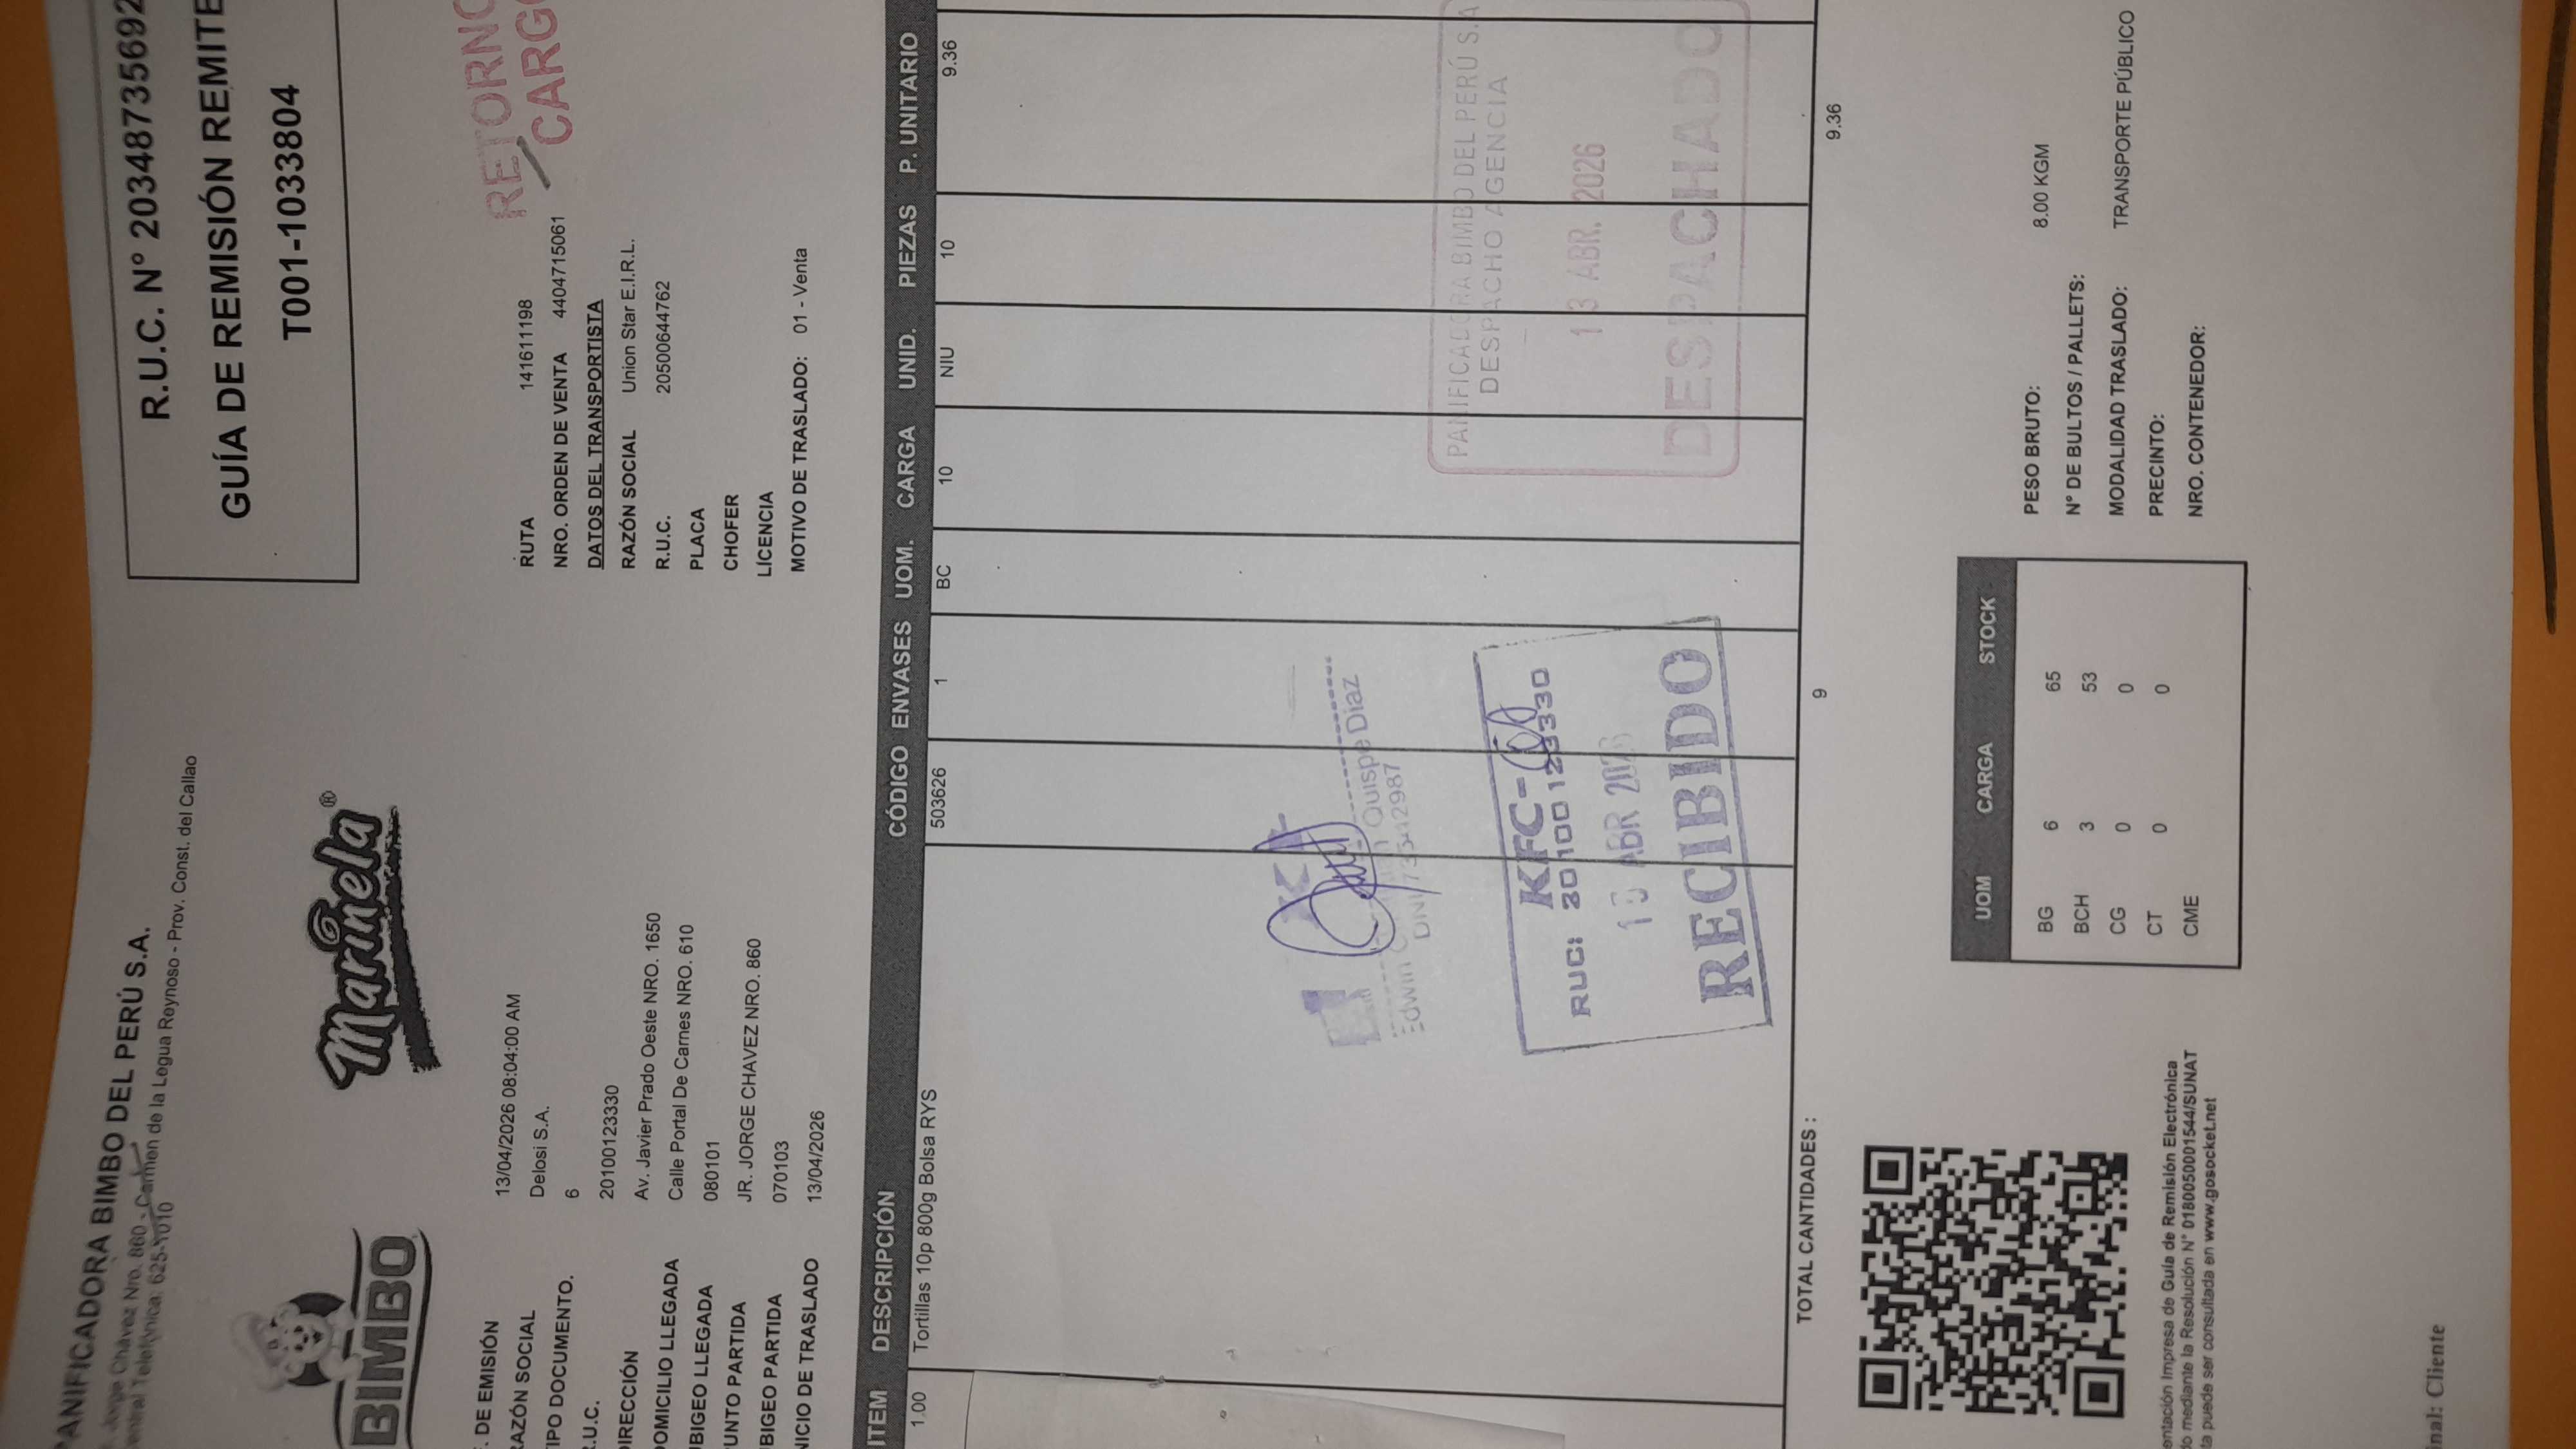 PANIFICADORA BIMBO DEL PERÚ S.A.
Jorge Chávez Nro. 860 - Carmen de la Legua Reynoso - Prov. Const. del Callao
Central Telefónica: 625-1010
R.U.C. N° 20348735692
GUÍA DE REMISIÓN REMITE
T001-1033804
BIMBO
Marinela®
RETORNO
CARGO
. DE EMISIÓN 13/04/2026 08:04:00 AM
RAZÓN SOCIAL Delosi S.A.
TIPO DOCUMENTO. 6
R.U.C. 20100123330
DIRECCIÓN Av. Javier Prado Oeste NRO. 1650
DOMICILIO LLEGADA Calle Portal De Carnes NRO. 610
UBIGEO LLEGADA 080101
PUNTO PARTIDA JR. JORGE CHAVEZ NRO. 860
UBIGEO PARTIDA 070103
INICIO DE TRASLADO 13/04/2026
RUTA 141611198
NRO. ORDEN DE VENTA 4404715061
DATOS DEL TRANSPORTISTA
RAZÓN SOCIAL Union Star E.I.R.L.
R.U.C. 20500644762
PLACA
CHOFER
LICENCIA
MOTIVO DE TRASLADO: 01 - Venta
ITEM DESCRIPCIÓN CÓDIGO ENVASES UOM. CARGA UNID. PIEZAS P. UNITARIO
1.00 Tortillas 10p 800g Bolsa RYS 503626 1 BC 10 NIU 10 9.36
Edwin Quispe Diaz
DNI
KFC-
RUC: 20100123330
ABR 2026
RECIBIDO
PANIFICADORA BIMBO DEL PERÚ S.A
DESPACHO AGENCIA
13 ABR. 2026
DESPACHADO
TOTAL CANTIDADES : 9 9.36
UOM CARGA STOCK
BG 6 65
BCH 3 53
CG 0 0
CT 0 0
CME
PESO BRUTO: 8.00 KGM
N° DE BULTOS / PALLETS:
MODALIDAD TRASLADO: TRANSPORTE PÚBLICO
PRECINTO:
NRO. CONTENEDOR:
entación Impresa de Guía de Remisión Electrónica
o mediante la Resolución N° 0180050001544/SUNAT
ta puede ser consultada en www.gosocket.net
inal: Cliente